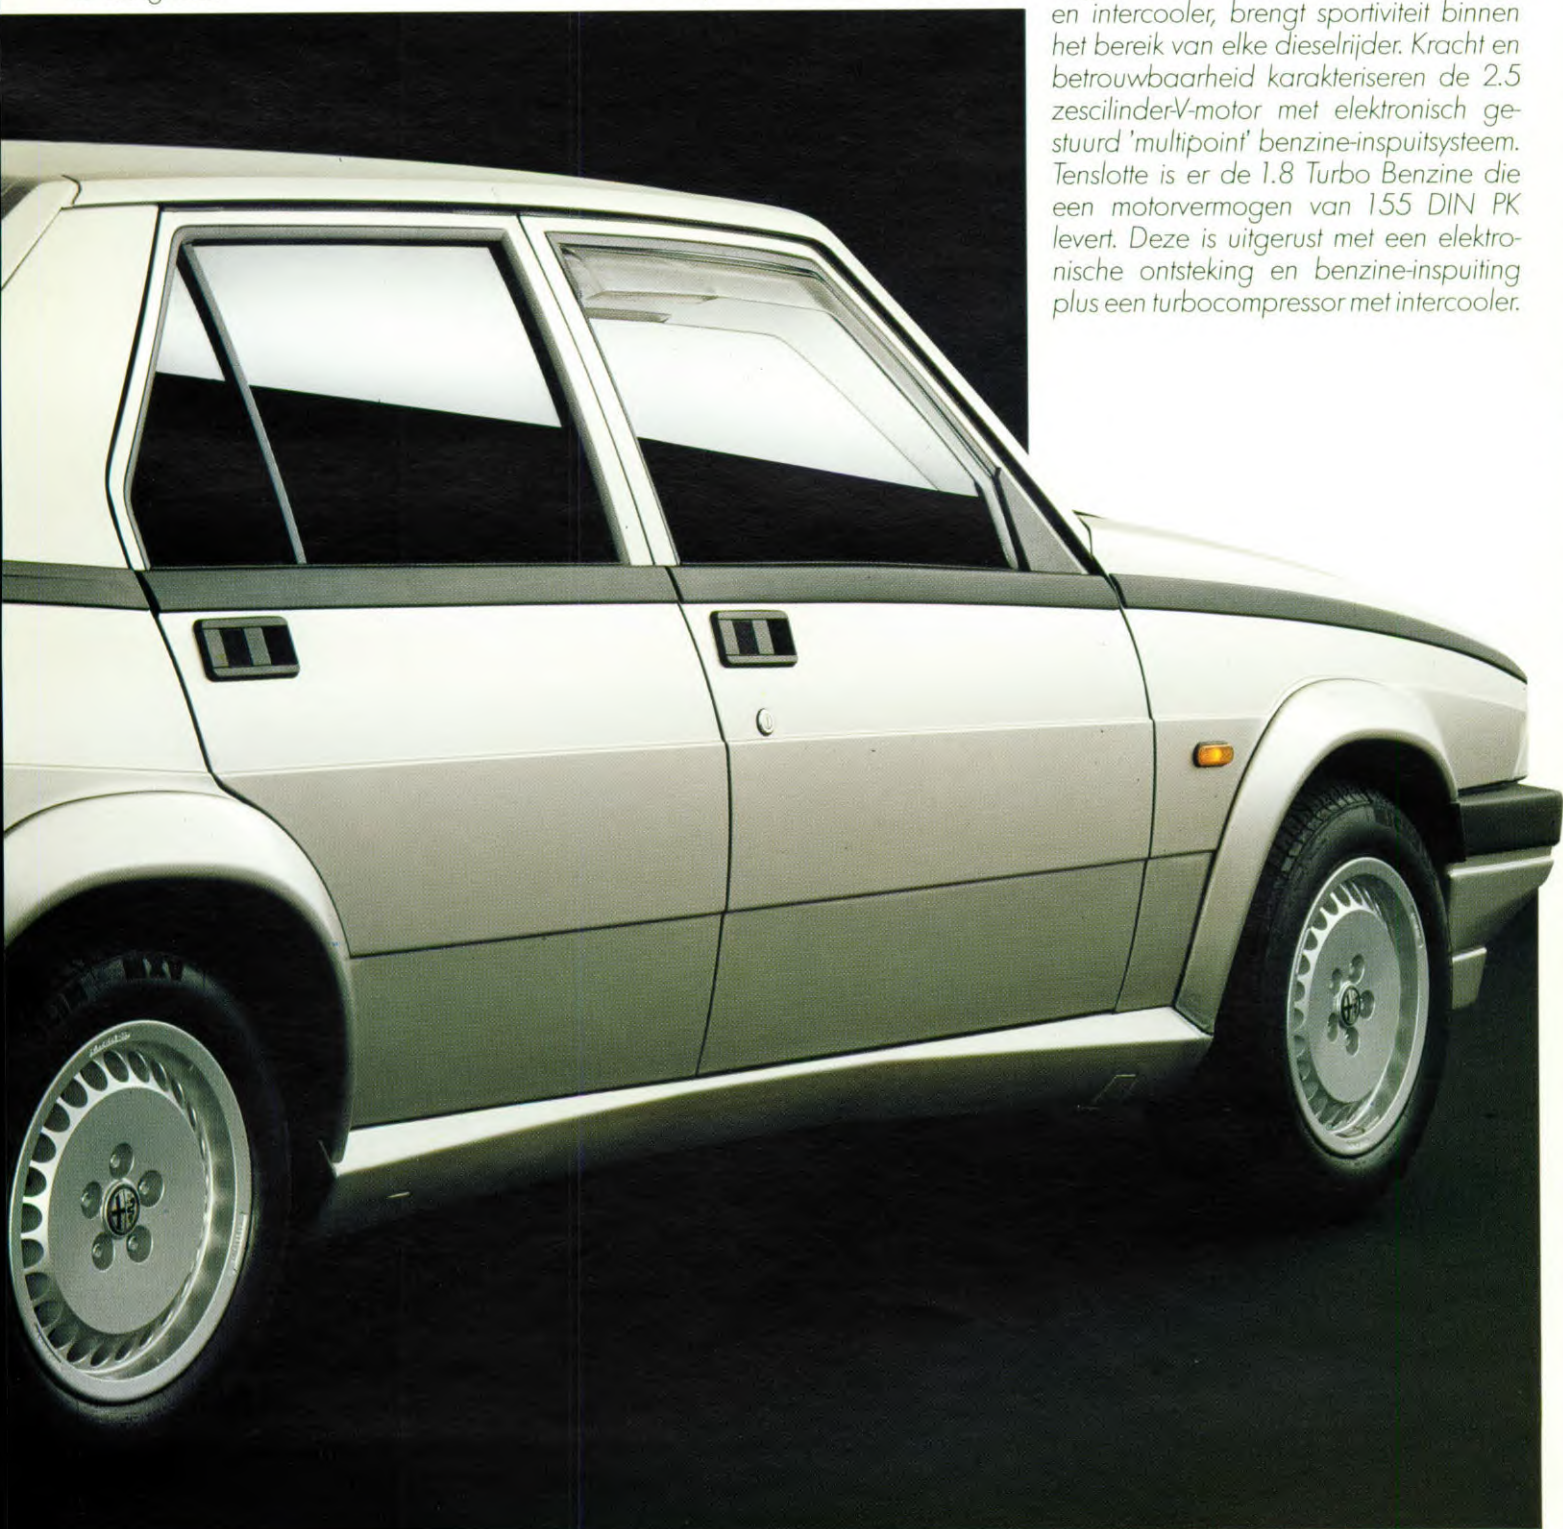 en intercooler, brengt sportiviteit binnen
het bereik van elke dieselrijder. Kracht en
betrouwbaarheid karakteriseren de 2.5
zescilinder-V-motor met elektronisch ge-
stuurd 'multipoint' benzine-inspuitsysteem.
Tenslotte is er de 1.8 Turbo Benzine die
een motorvermogen van 155 DIN PK
levert. Deze is uitgerust met een elektro-
nische ontsteking en benzine-inspuiting
plus een turbocompressor met intercooler.
MXV